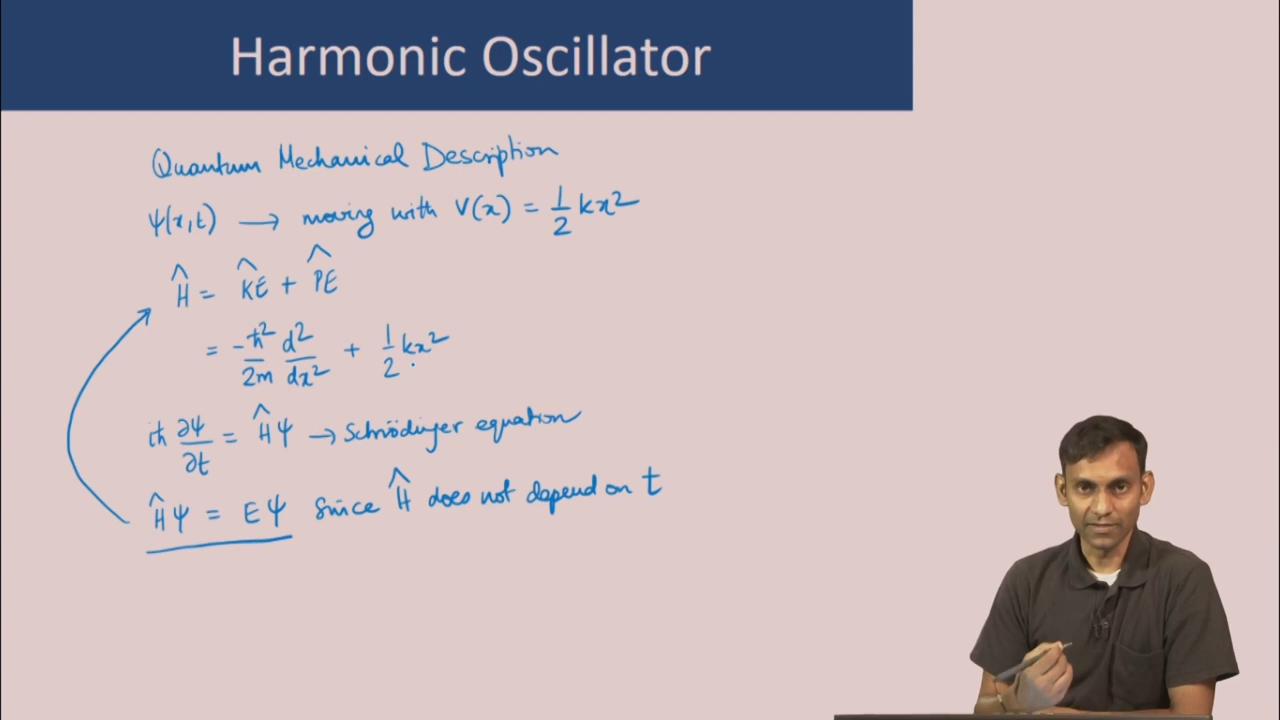 Harmonic Oscillator
Quantum Mechanical Description
ψ(x,t) → moving with V(x) = 1/2 kx²
Ĥ = K̂E + P̂E
= -ħ²/2m d²/dx² + 1/2 kx²
iħ ∂ψ/∂t = Ĥψ → Schrödinger equation
Ĥψ = Eψ since Ĥ does not depend on t